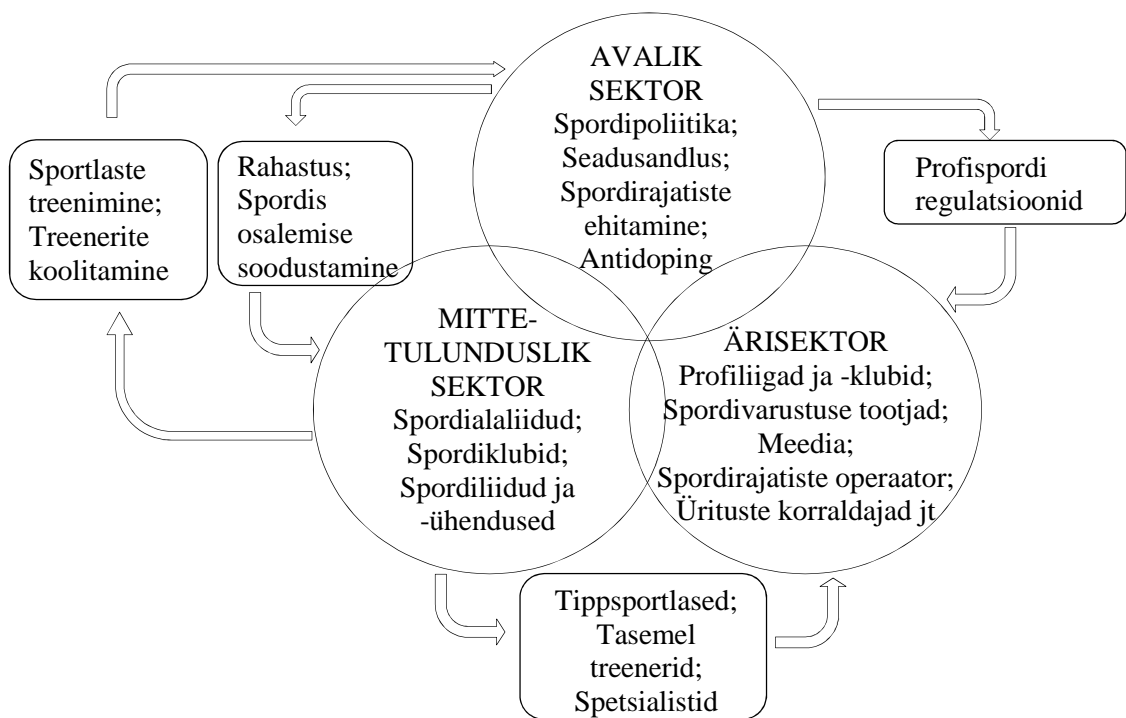 AVALIK
SEKTOR
Spordipoliitika;
Seadusandlus;
Spordirajatiste
ehitamine;
Antidoping
Sportlaste
treenimine;
Treenerite
koolitamine
Rahastus;
Spordis
osalemise
soodustamine
Profispordi
regulatsioonid
MITTE-
TULUNDUSLIK
SEKTOR
Spordialaliidud;
Spordiklubid;
Spordiliidud ja
-ühendused
ÄRISEKTOR
Profiliigad ja -klubid;
Spordivarustuse tootjad;
Meedia;
Spordirajatiste operaator;
Ürituste korraldajad jt
Tippsportlased;
Tasemel
treenerid;
Spetsialistid